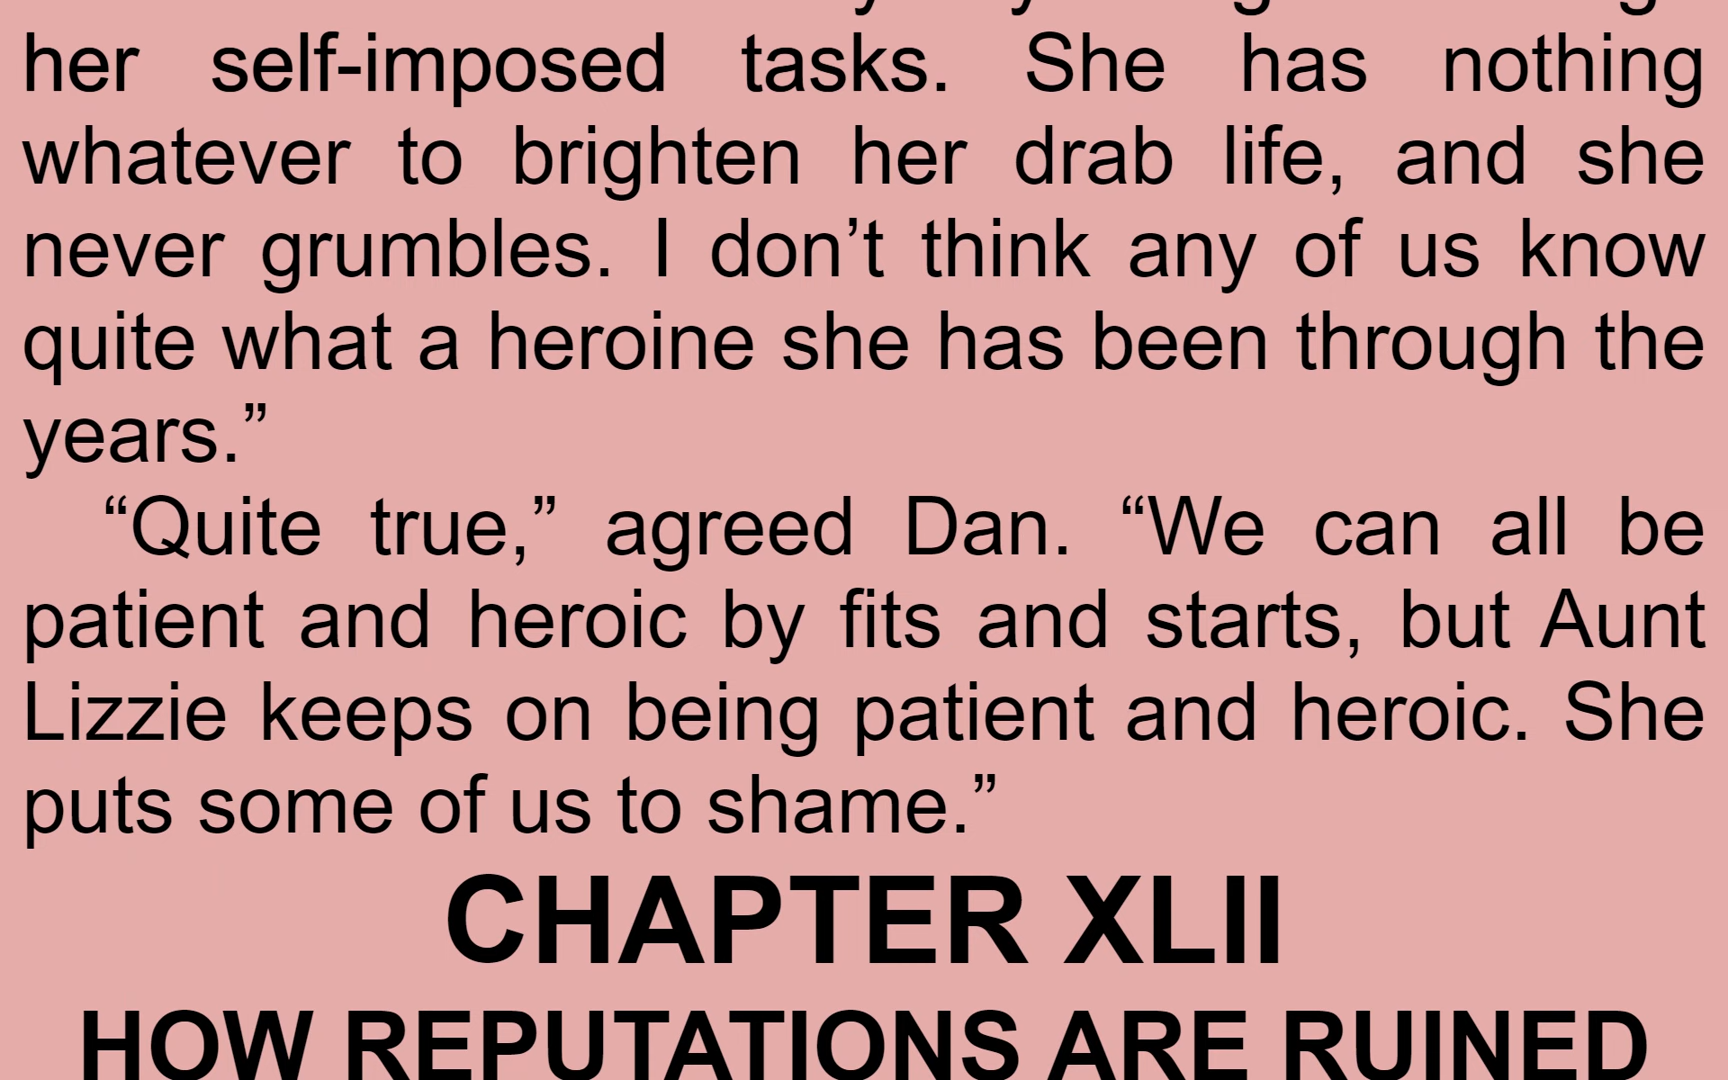 her self-imposed tasks. She has nothing
whatever to brighten her drab life, and she
never grumbles. I don’t think any of us know
quite what a heroine she has been through the
years.”
“Quite true,” agreed Dan. “We can all be
patient and heroic by fits and starts, but Aunt
Lizzie keeps on being patient and heroic. She
puts some of us to shame.”
CHAPTER XLII
HOW REPUTATIONS ARE RUINED